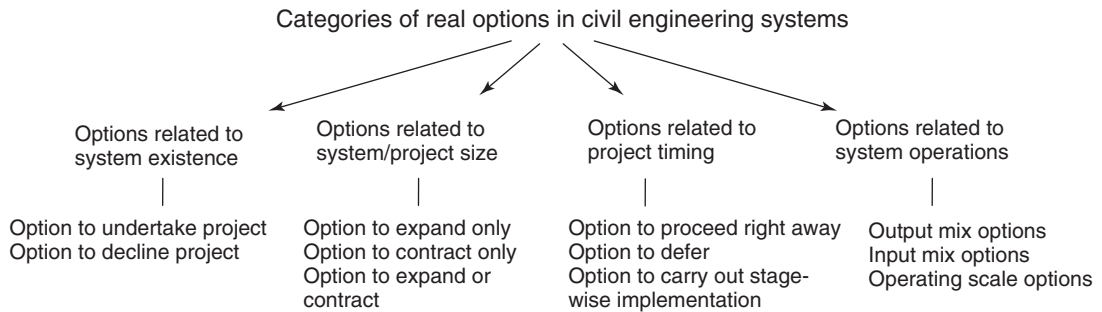 Categories of real options in civil engineering systems
Options related to
system existence
Option to undertake project
Option to decline project
Options related to
system/project size
Option to expand only
Option to contract only
Option to expand or
contract
Options related to
project timing
Option to proceed right away
Option to defer
Option to carry out stage-
wise implementation
Options related to
system operations
Output mix options
Input mix options
Operating scale options